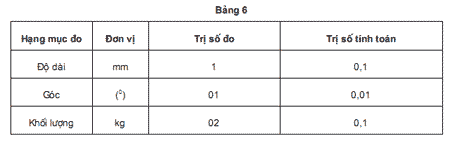 Bảng 6
Hạng mục đo Đơn vị Trị số đo Trị số tính toán
Độ dài mm 1 0,1
Góc (°) 01 0,01
Khối lượng kg 02 0,1